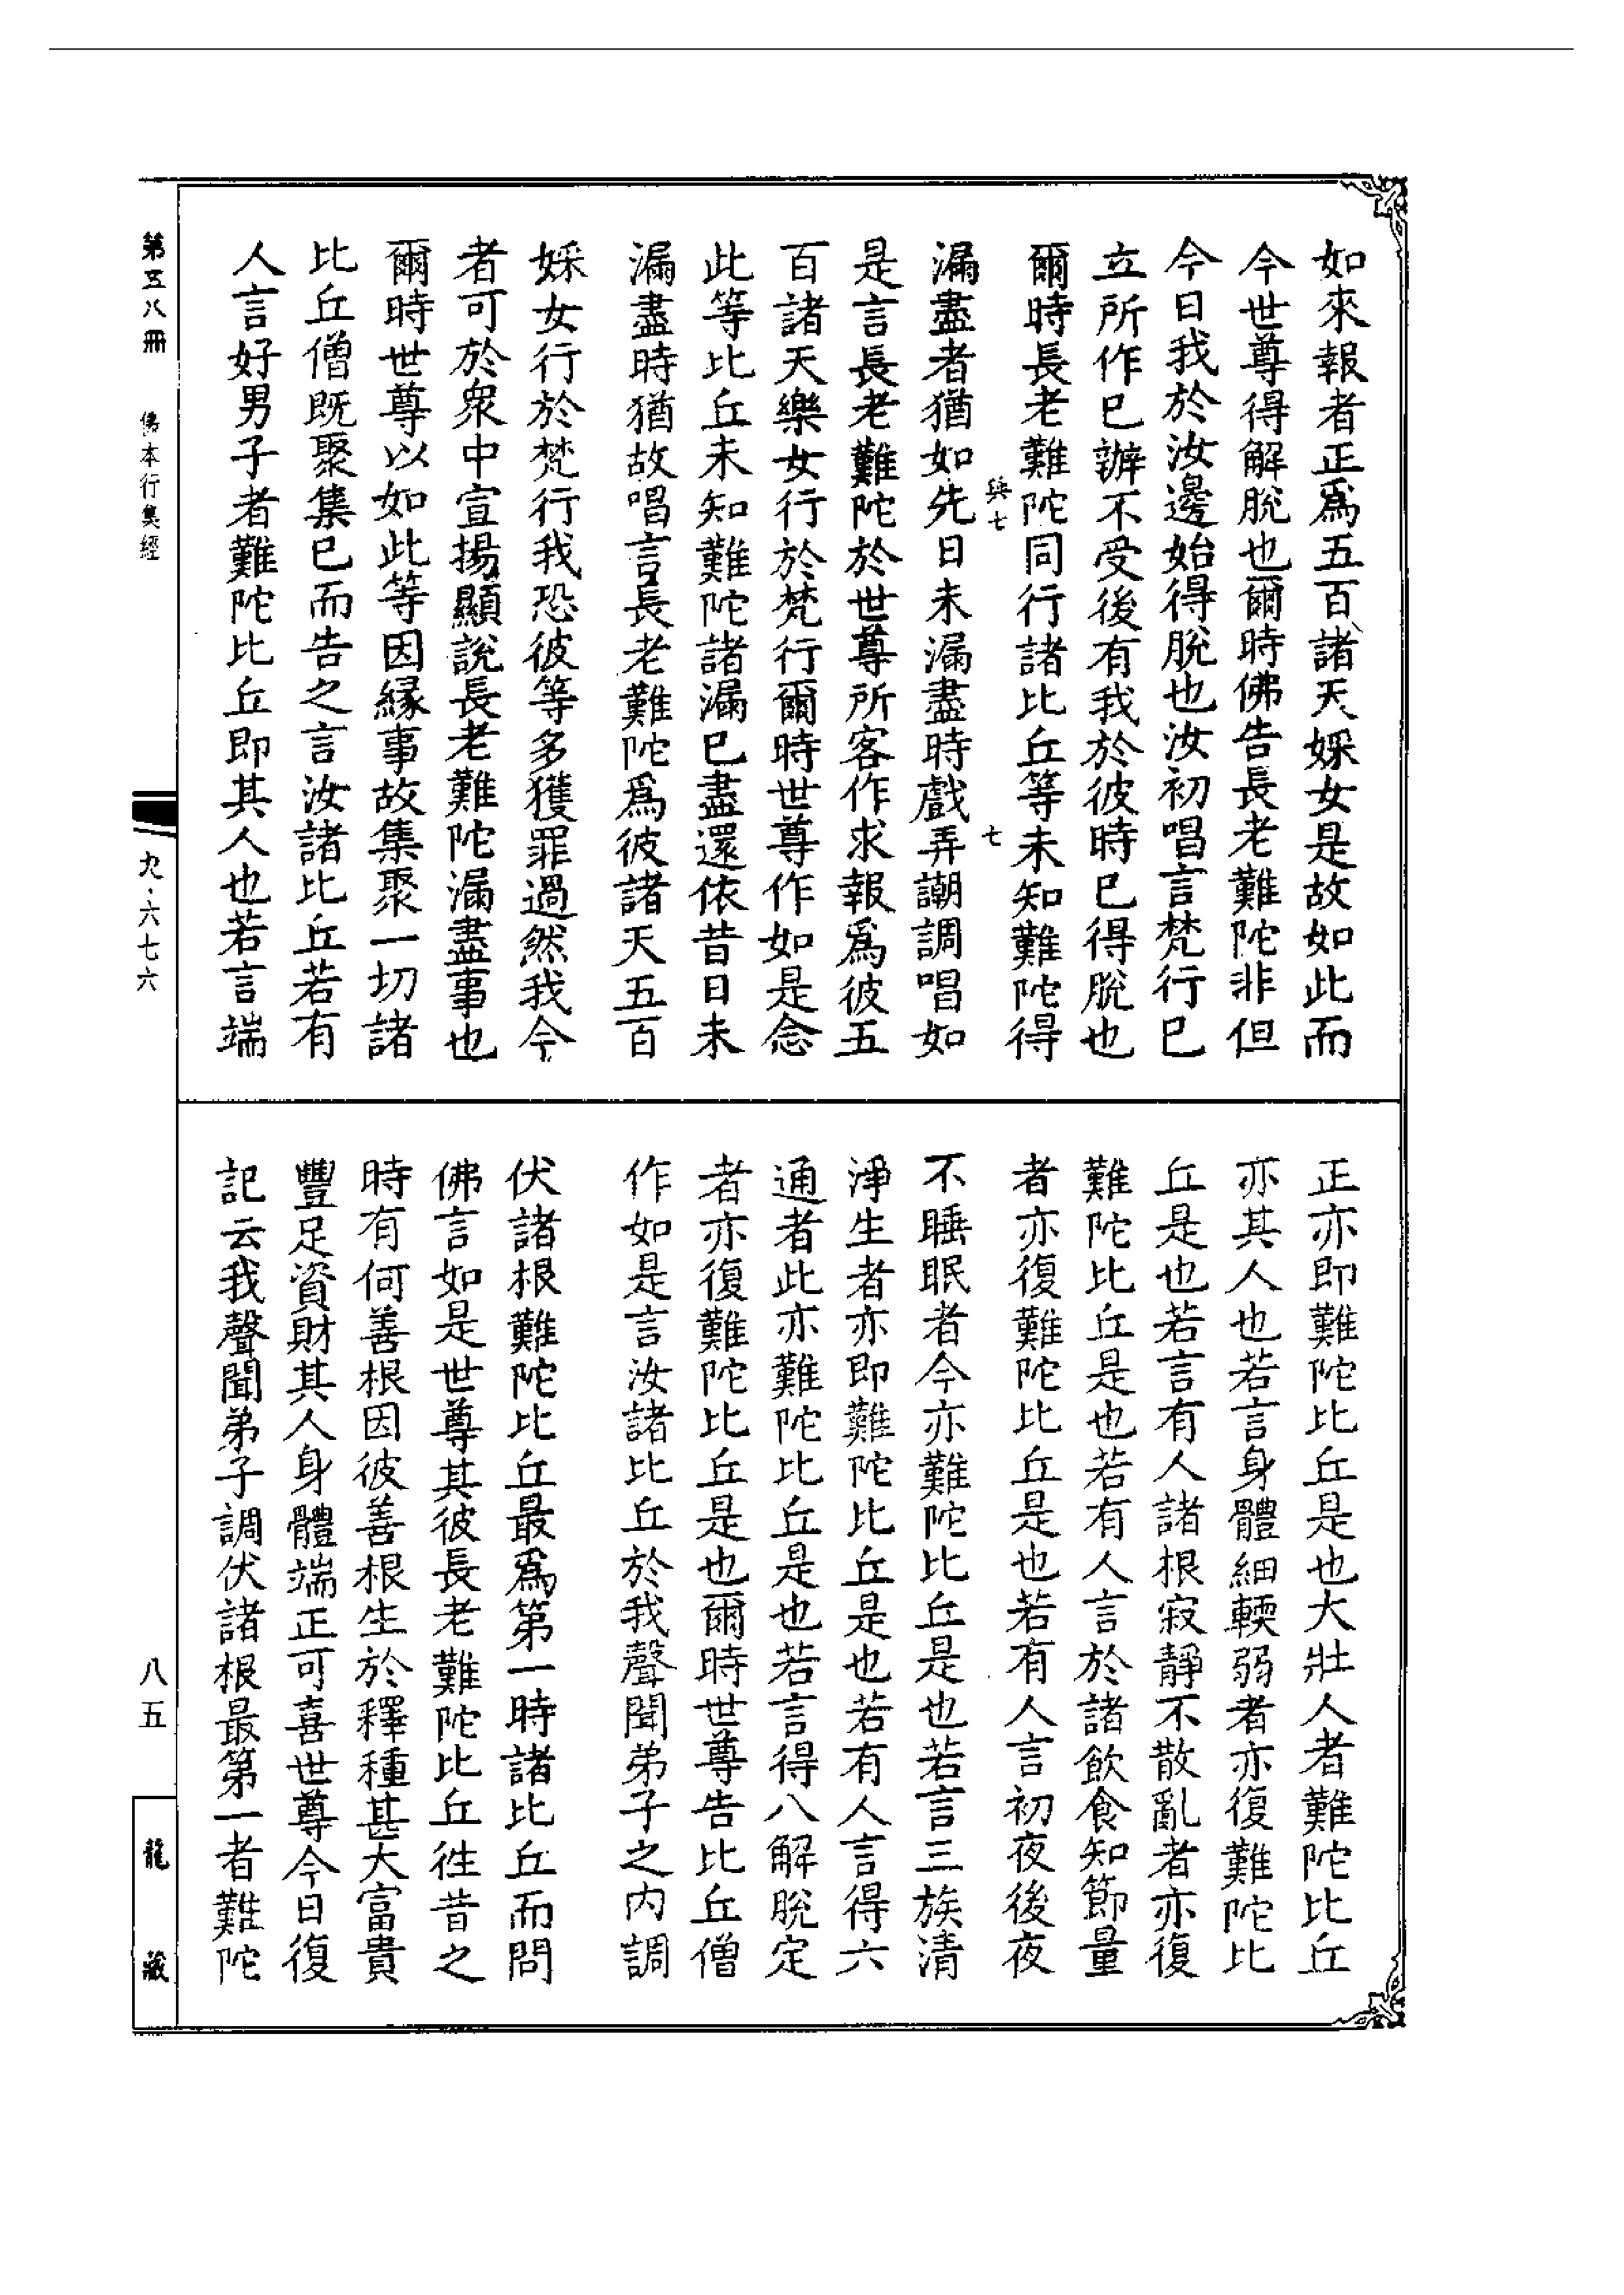 如來報者正爲五百諸天婇女是故如此而
今世尊得解脫也爾時佛告長老難陀非但
今日我於汝邊始得脫也汝初唱言梵行已
立所作已辦不受後有我於彼時已得脫也
爾時長老難陀同行諸比丘等未知難陀得
七
漏盡者猶如先日未漏盡時戲弄謿調唱如
是言長老難陀於世尊所客作求報爲彼五
百諸天樂女行於梵行爾時世尊作如是念
此等比丘未知難陀諸漏已盡還依昔日未
漏盡時猶故唱言長老難陀爲彼諸天五百
婇女行於梵行我恐彼等多獲罪過然我今
者可於眾中宣揚顯說長老難陀漏盡事也
爾時世尊以如此等因緣事故集聚一切諸
比丘僧既聚集已而告之言汝諸比丘若有
人言好男子者難陀比丘即其人也若言端
正亦即難陀比丘是也大壯人者難陀比丘
亦其人也若言身體細輭弱者亦復難陀比
丘是也若言有人諸根寂靜不散亂者亦復
難陀比丘是也若有人言於諸飲食知節量
者亦復難陀比丘是也若有人言初夜後夜
不睡眠者今亦難陀比丘是也若言三族清
淨生者亦即難陀比丘是也若有人言得六
通者此亦難陀比丘是也若言得八解脫定
者亦復難陀比丘是也爾時世尊告比丘僧
作如是言汝諸比丘於我聲聞弟子之內調
伏諸根難陀比丘最爲第一時諸比丘而問
佛言如是世尊其彼長老難陀比丘往昔之
時有何善根因彼善根生於釋種甚大富貴
豐足資財其人身體端正可喜世尊今日復
記云我聲聞弟子調伏諸根最第一者難陀
第五八冊
佛本行集經
九·六七六
八五
龍藏